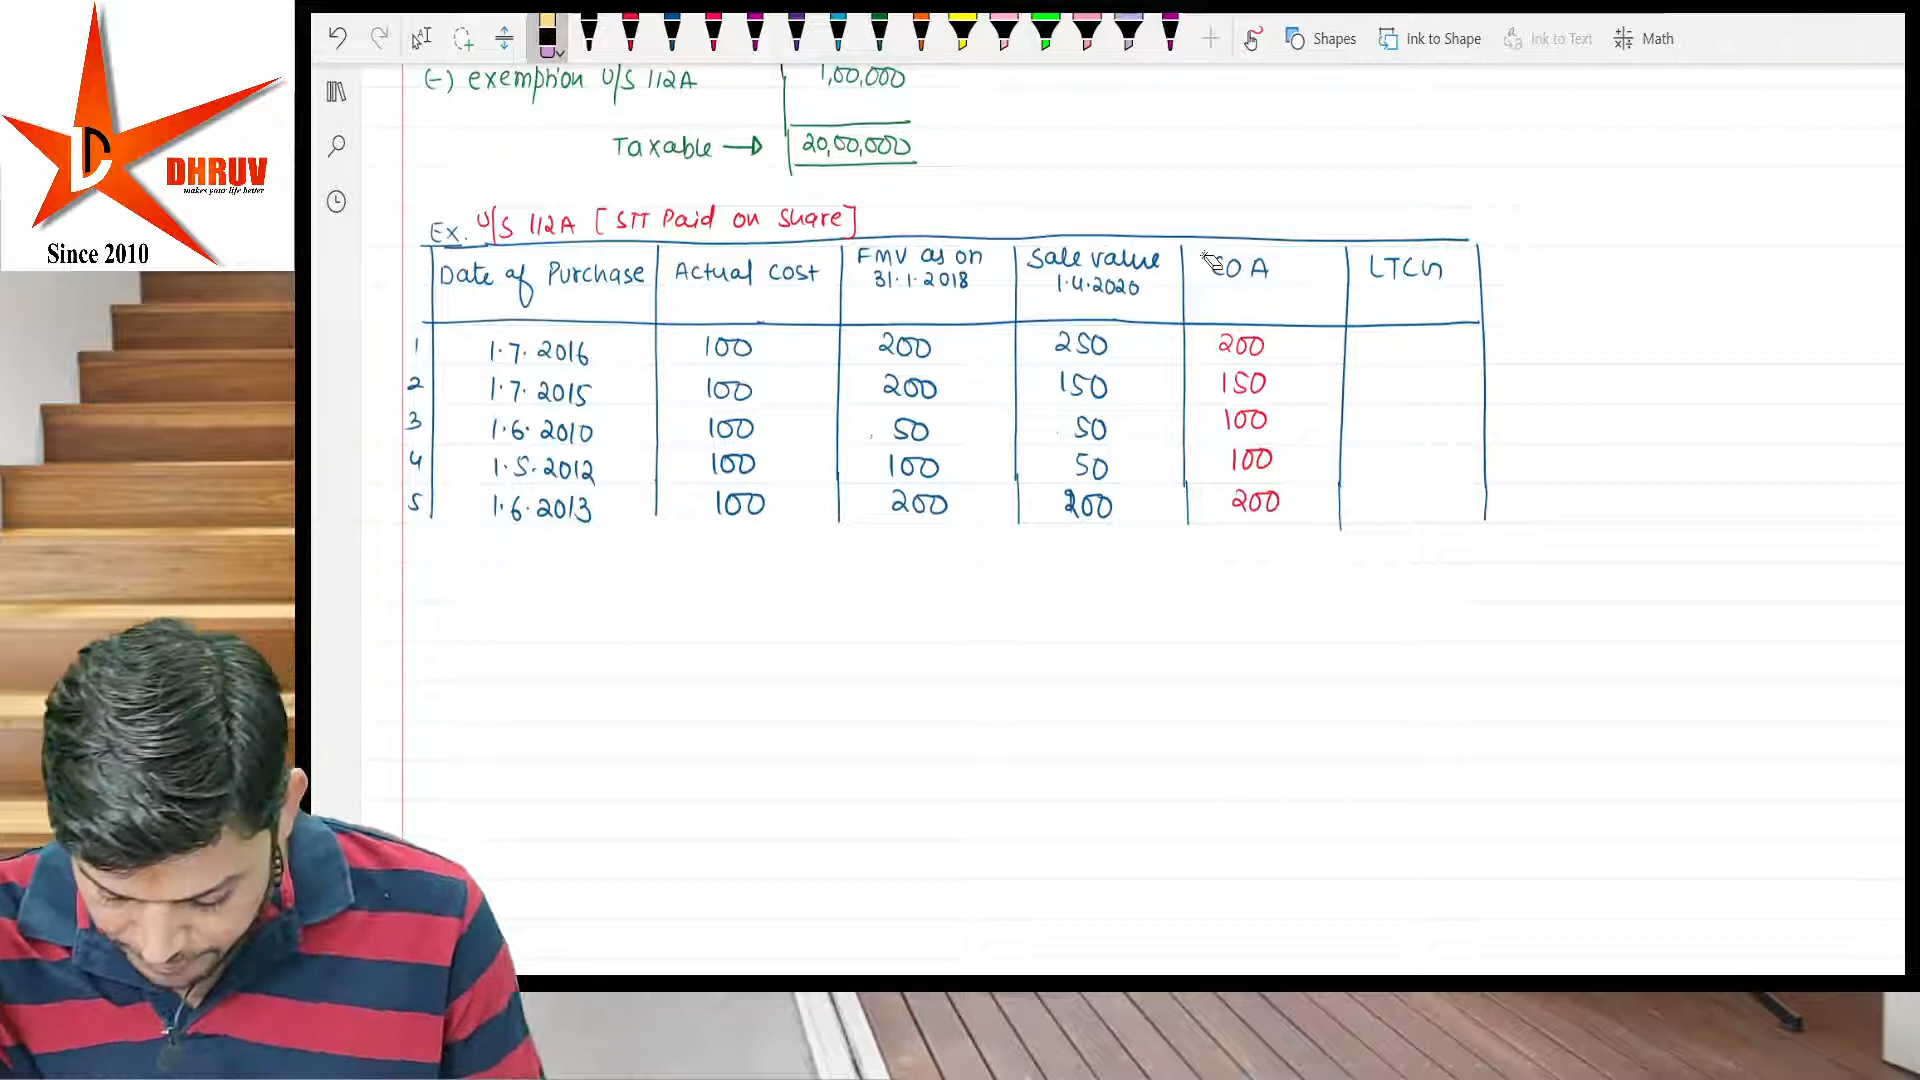 Shapes
Ink to Shape
Ink to Text
Math
DC
DHRUV
makes your life better
Since 2010
(-) exemption U/S 112A 1,00,000
Taxable → 20,00,000
Ex. U/S 112A [STT Paid on Share]
Date of Purchase Actual cost FMV as on 31.1.2018 Sale value 1.4.2020 COA LTCG
1 1.7.2016 100 200 250 200
2 1.7.2015 100 200 150 150
3 1.6.2010 100 50 50 100
4 1.5.2012 100 100 50 100
5 1.6.2013 100 200 200 200